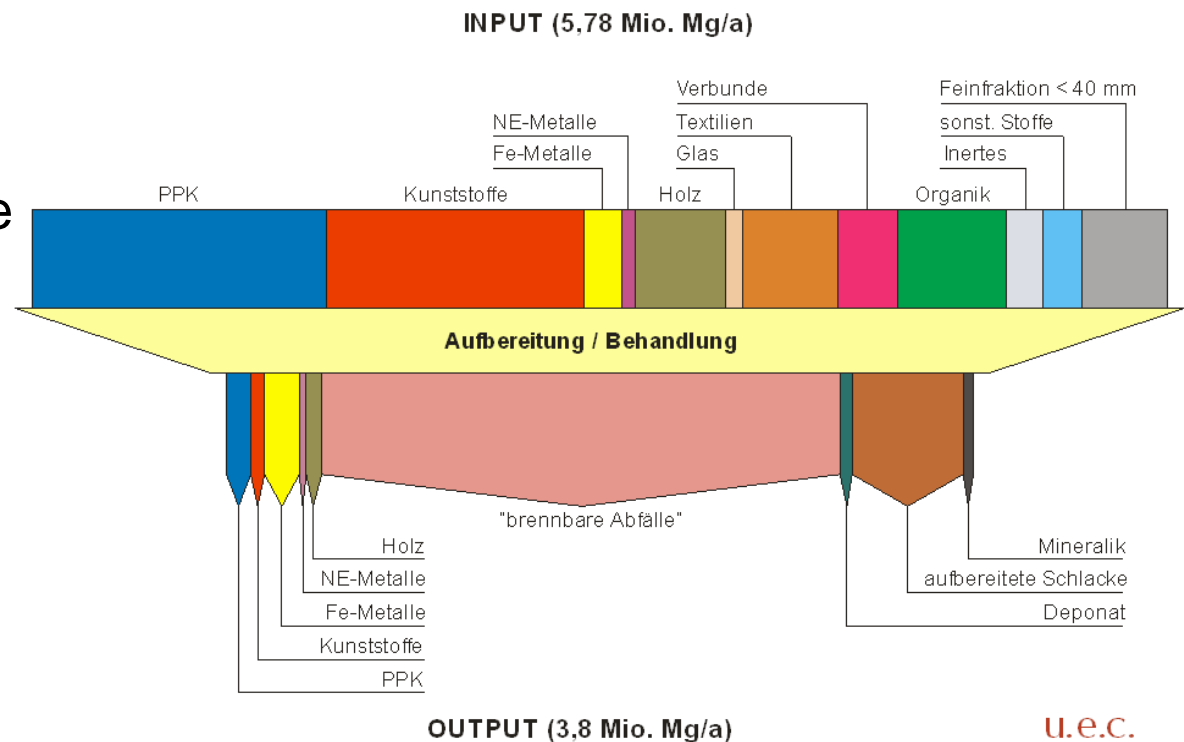 INPUT (5,78 Mio. Mg/a)
Verbunde
Feinfraktion < 40 mm
NE-Metalle
Textilien
sonst. Stoffe
Fe-Metalle
Glas
Inertes
PPK
Kunststoffe
Holz
Organik
e
Aufbereitung / Behandlung
"brennbare Abfälle"
Holz
Mineralik
NE-Metalle
aufbereitete Schlacke
Fe-Metalle
Deponat
Kunststoffe
PPK
OUTPUT (3,8 Mio. Mg/a)
u.e.c.